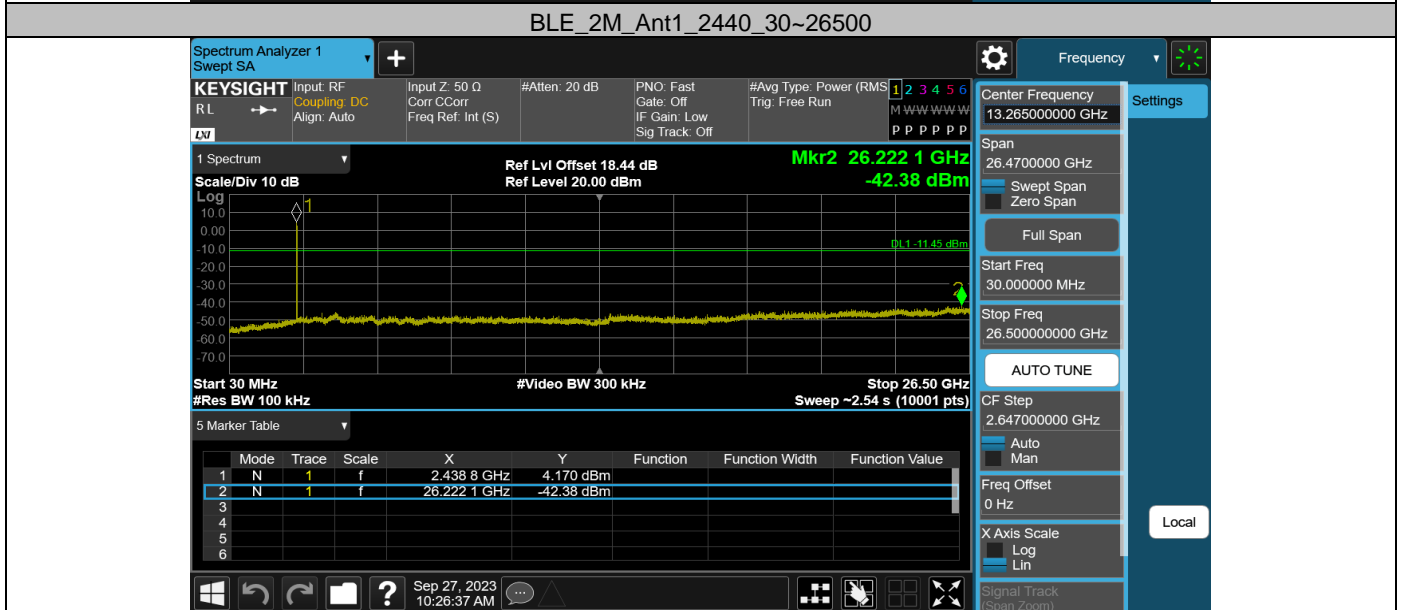 BLE_2M_Ant1_2440_30~26500
Spectrum Analyzer 1
Swept SA
+
Frequency
KEYSIGHT
RL
LXI
Input: RF
Coupling: DC
Align: Auto
Input Z: 50 Ω
Corr CCorr
Freq Ref: Int (S)
#Atten: 20 dB
PNO: Fast
Gate: Off
IF Gain: Low
Sig Track: Off
#Avg Type: Power (RMS
Trig: Free Run
1 2 3 4 5 6
M W W W W W
P P P P P P
1 Spectrum
Scale/Div 10 dB
Ref Lvl Offset 18.44 dB
Ref Level 20.00 dBm
Mkr2 26.222 1 GHz
-42.38 dBm
Log
10.0
0.00
-10.0
-20.0
-30.0
-40.0
-50.0
-60.0
-70.0
1
DL1 -11.45 dBm
2
Start 30 MHz
#Video BW 300 kHz
Stop 26.50 GHz
#Res BW 100 kHz
Sweep ~2.54 s (10001 pts)
5 Marker Table
Mode Trace Scale X Y Function Function Width Function Value
1 N 1 f 2.438 8 GHz 4.170 dBm
2 N 1 f 26.222 1 GHz -42.38 dBm
3
4
5
6
Center Frequency
13.265000000 GHz
Span
26.4700000 GHz
Swept Span
Zero Span
Full Span
Start Freq
30.000000 MHz
Stop Freq
26.500000000 GHz
AUTO TUNE
CF Step
2.647000000 GHz
Auto
Man
Freq Offset
0 Hz
X Axis Scale
Log
Lin
Signal Track
(Span Zoom)
Settings
Local
?
Sep 27, 2023
10:26:37 AM